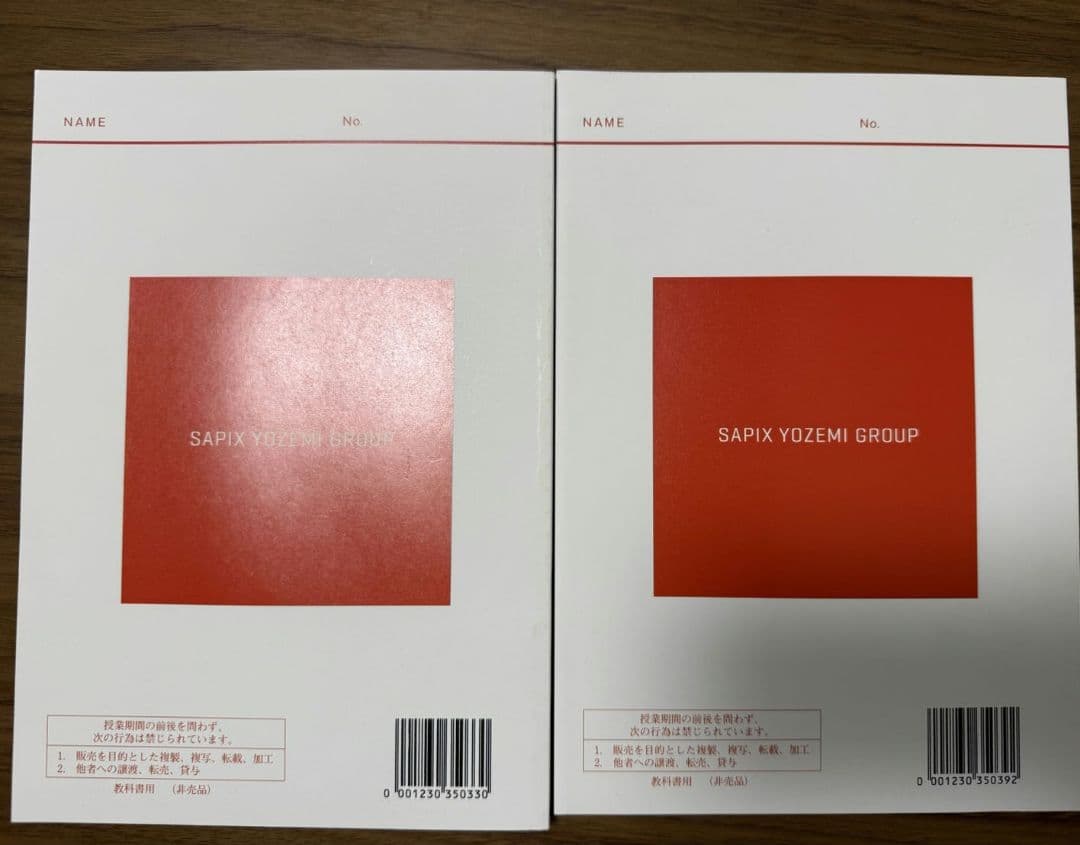 NAME No.
SAPIX YOZEMI GROUP
授業期間の前後を問わず、
次の行為は禁じられています。
1. 販売を目的とした複製、複写、転載、加工
2. 他者への譲渡、転売、貸与
教科書用 (非売品)
0 001230 350330
NAME No.
SAPIX YOZEMI GROUP
授業期間の前後を問わず、
次の行為は禁じられています。
1. 販売を目的とした複製、複写、転載、加工
2. 他者への譲渡、転売、貸与
教科書用 (非売品)
0 001230 350392